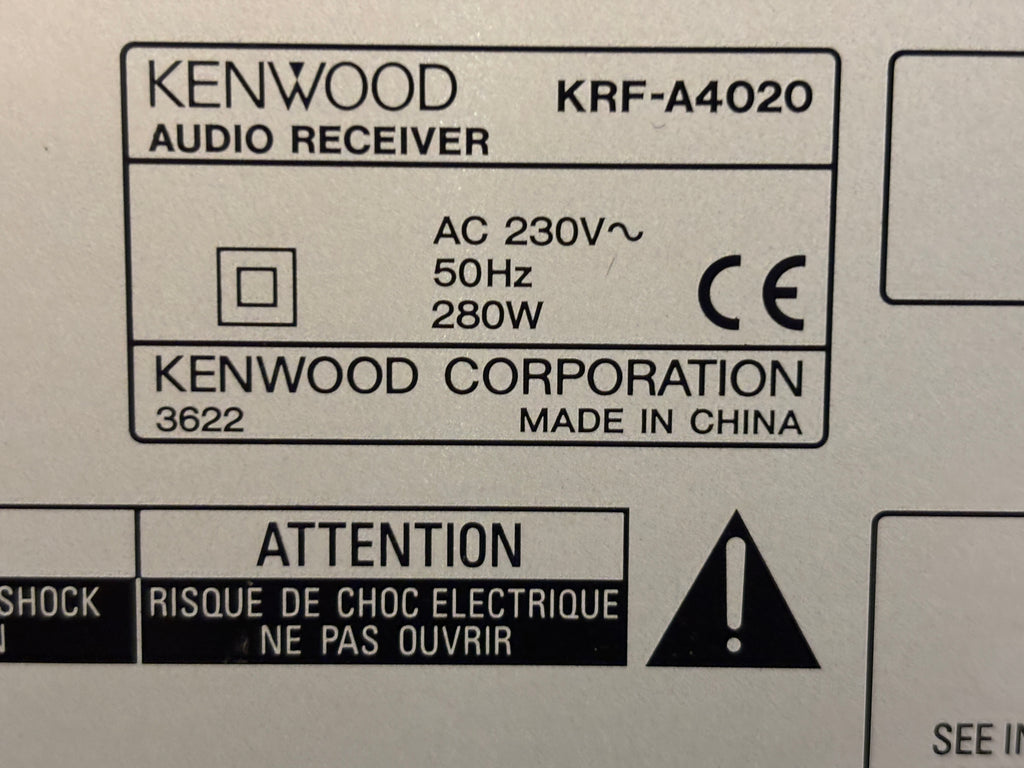 KENWOOD KRF-A4020
AUDIO RECEIVER
AC 230V~
50Hz
280W
CE
KENWOOD CORPORATION
3622 MADE IN CHINA
ATTENTION
SHOCK
RISQUE DE CHOC ELECTRIQUE
NE PAS OUVRIR
SEE